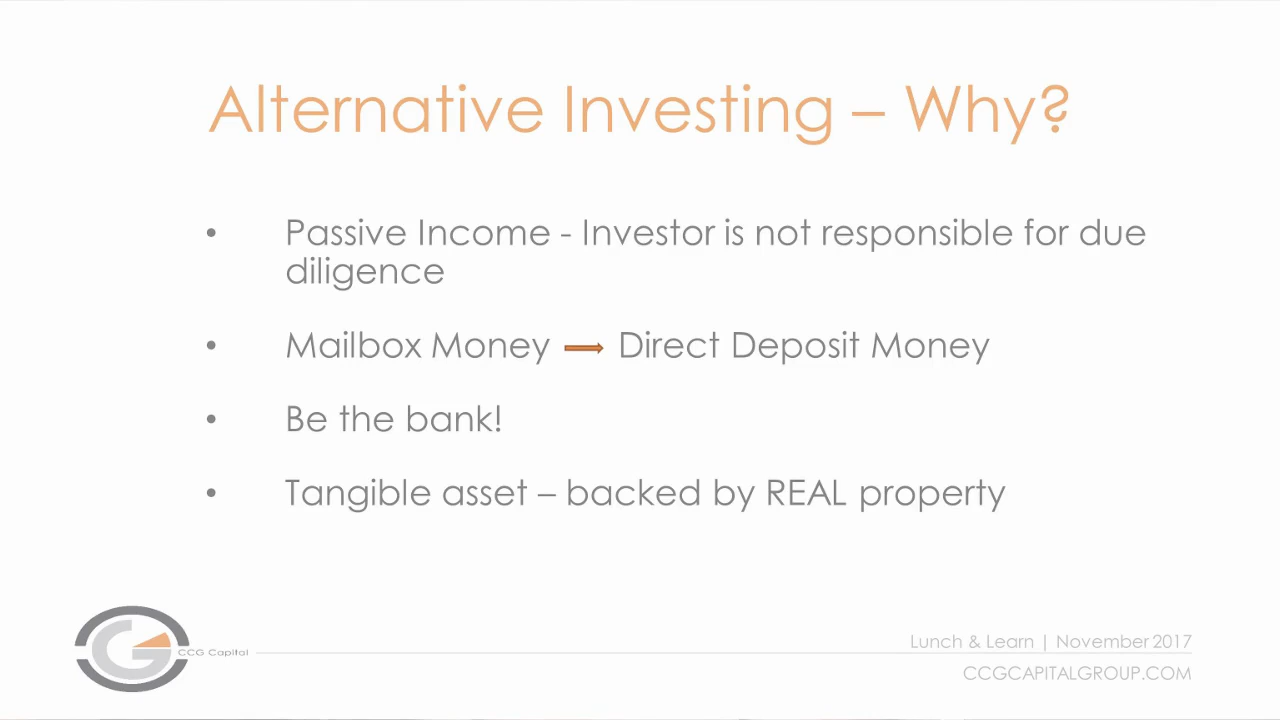 Alternative Investing – Why?
• Passive Income - Investor is not responsible for due
diligence
• Mailbox Money Direct Deposit Money
• Be the bank!
• Tangible asset – backed by REAL property
CCG Capital
Lunch & Learn | November 2017
CCGCAPITALGROUP.COM